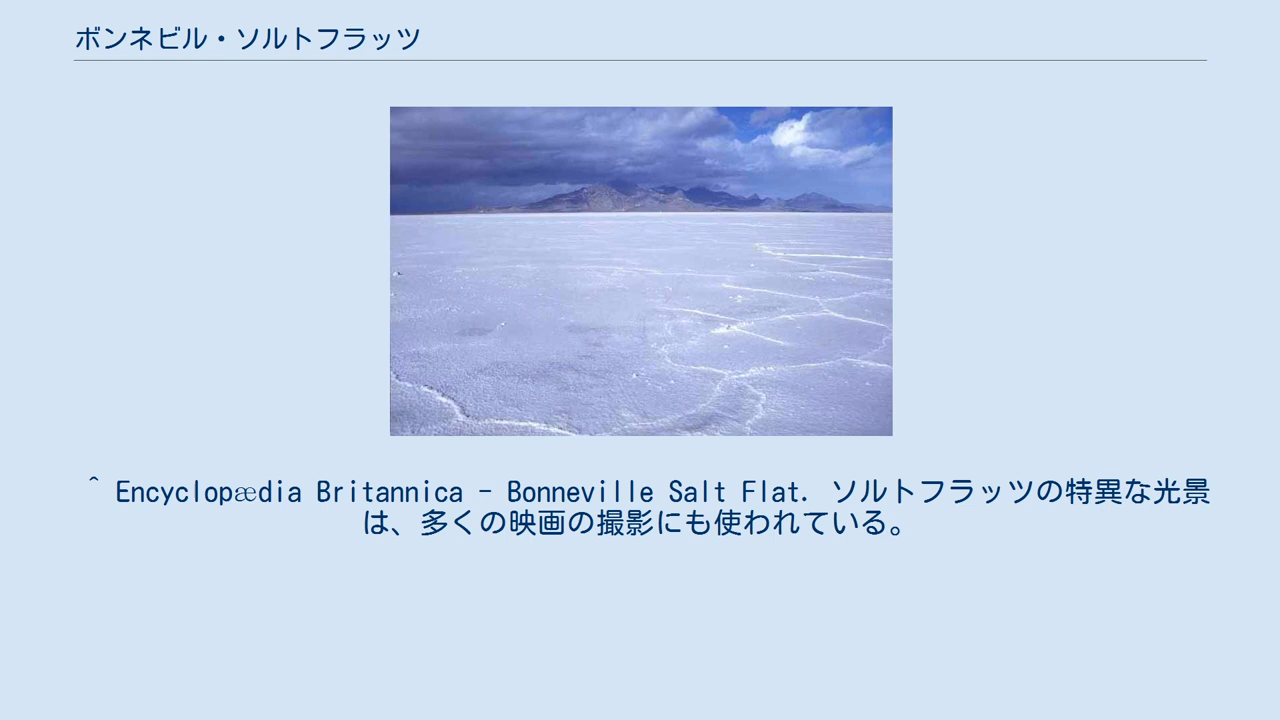 ボンネビル・ソルトフラッツ
^ Encyclopædia Britannica - Bonneville Salt Flat. ソルトフラッツの特異な光景
は、多くの映画の撮影にも使われている。